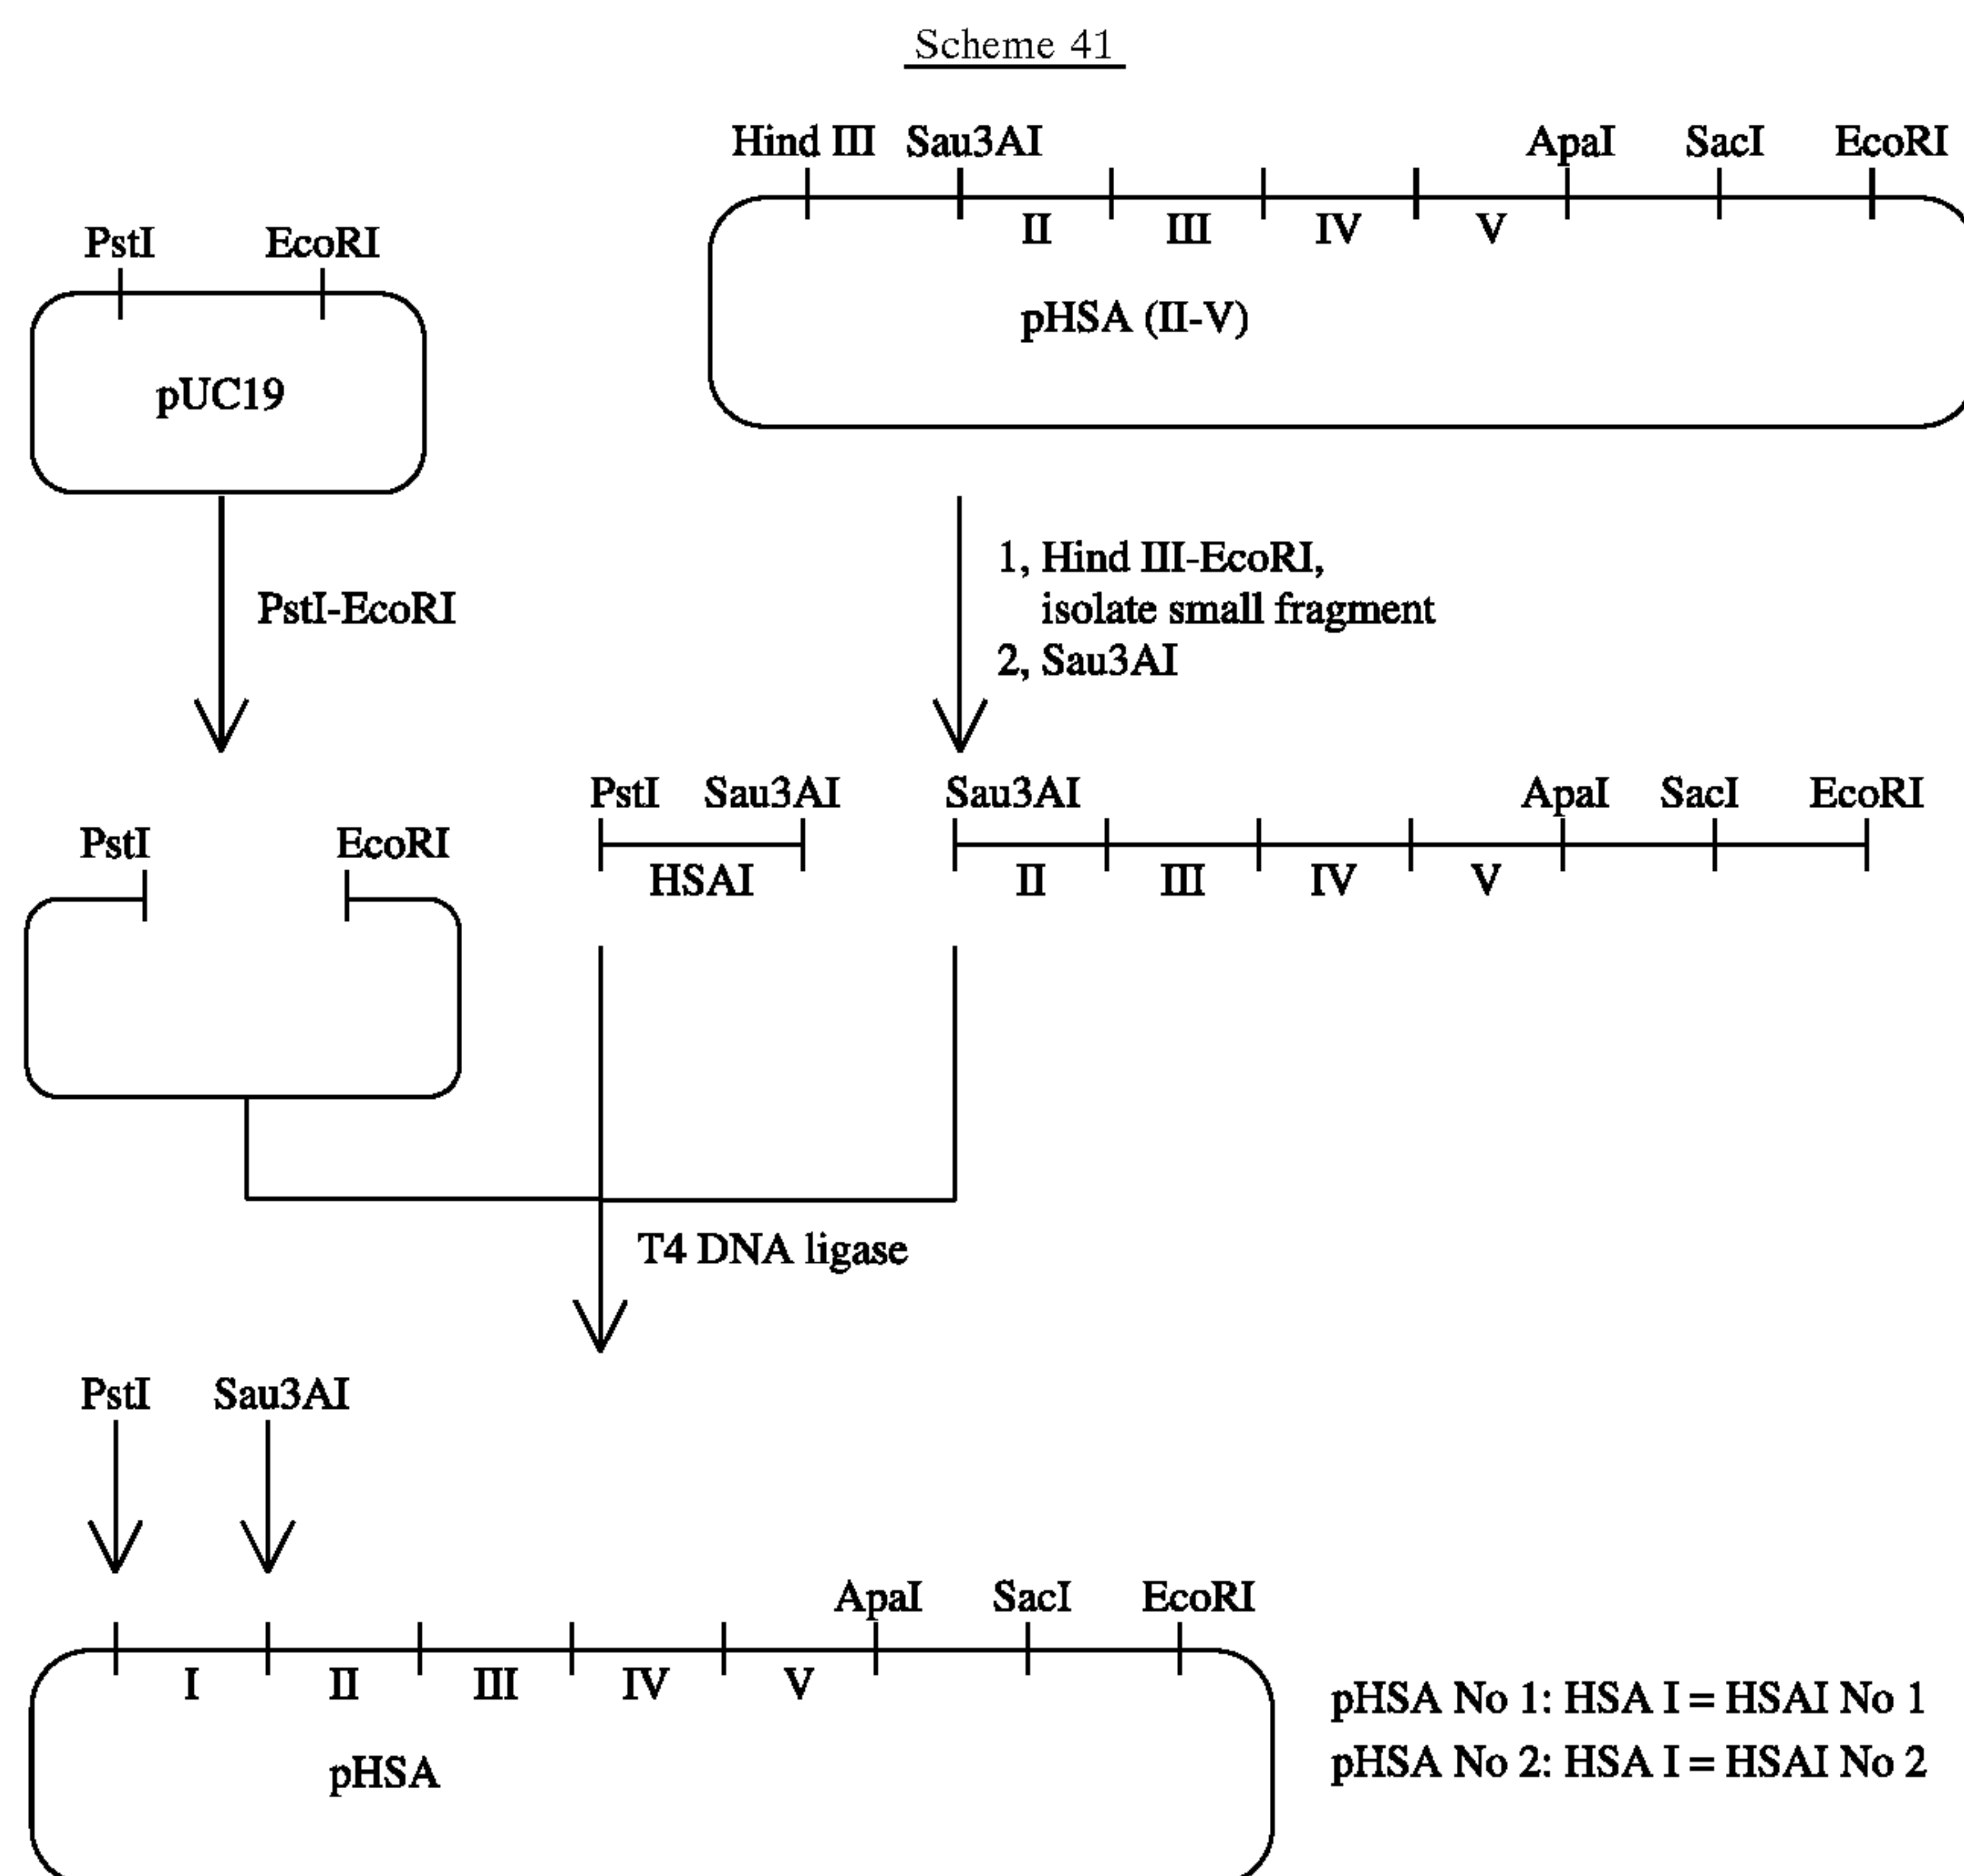 Scheme 41
Hind III Sau3AI ApaI SacI EcoRI
II III IV V
pHSA (II-V)
PstI EcoRI
pUC19
PstI-EcoRI
1, Hind III-EcoRI,
isolate small fragment
2, Sau3AI
PstI Sau3AI
HSAI
Sau3AI ApaI SacI EcoRI
II III IV V
PstI EcoRI
T4 DNA ligase
PstI Sau3AI
ApaI SacI EcoRI
I II III IV V
pHSA
pHSA No 1: HSA I = HSAI No 1
pHSA No 2: HSA I = HSAI No 2